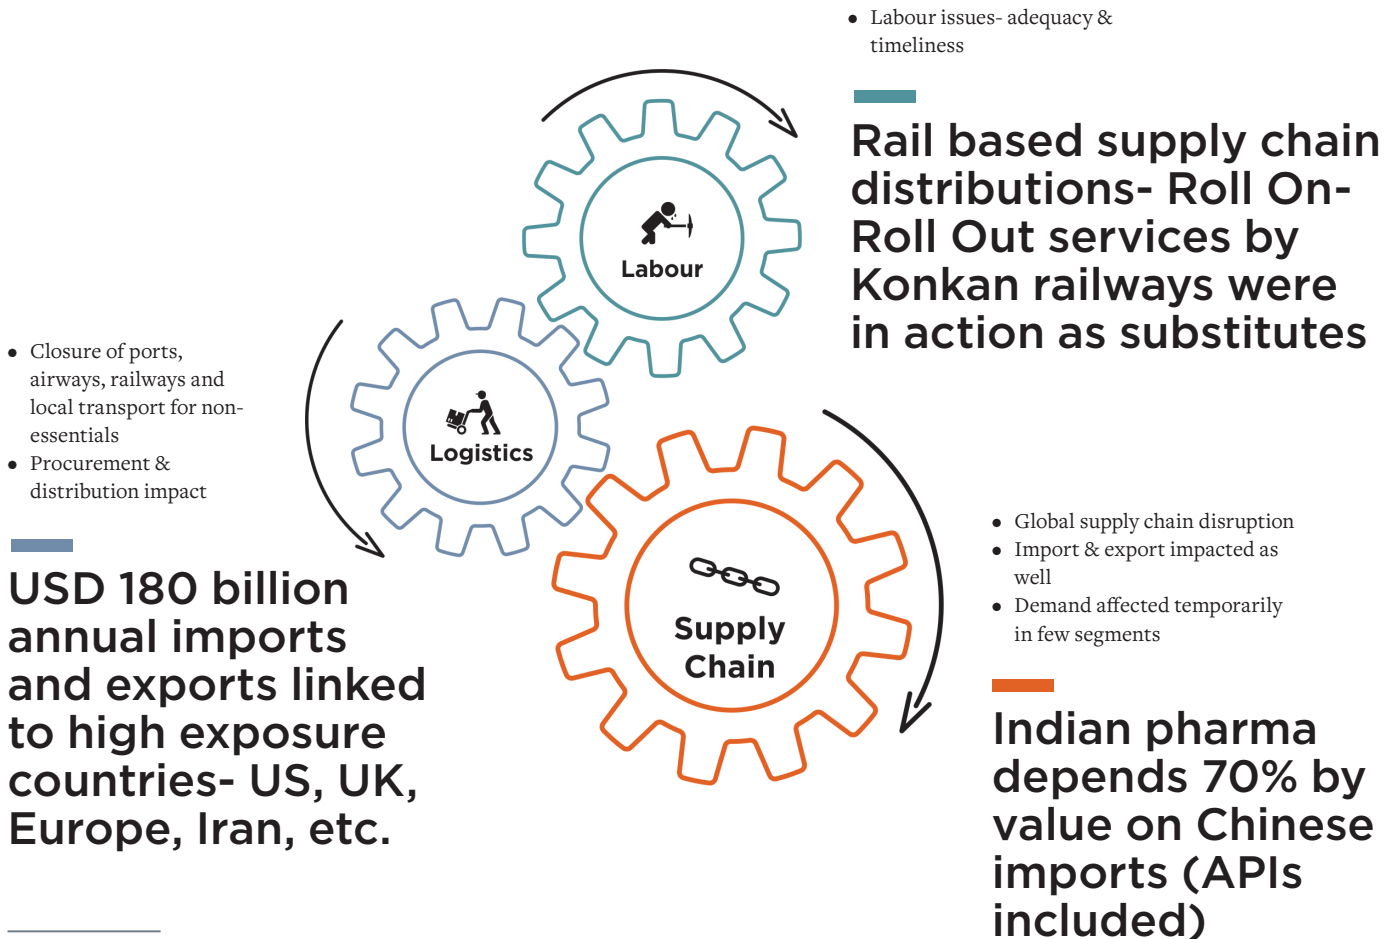 • Labour issues- adequacy &
timeliness
Rail based supply chain
distributions- Roll On-
Roll Out services by
Konkan railways were
in action as substitutes
Labour
• Closure of ports,
airways, railways and
local transport for non-
essentials
• Procurement &
distribution impact
Logistics
USD 180 billion
annual imports
and exports linked
to high exposure
countries- US, UK,
Europe, Iran, etc.
Supply
Chain
• Global supply chain disruption
• Import & export impacted as
well
• Demand affected temporarily
in few segments
Indian pharma
depends 70% by
value on Chinese
imports (APIs
included)